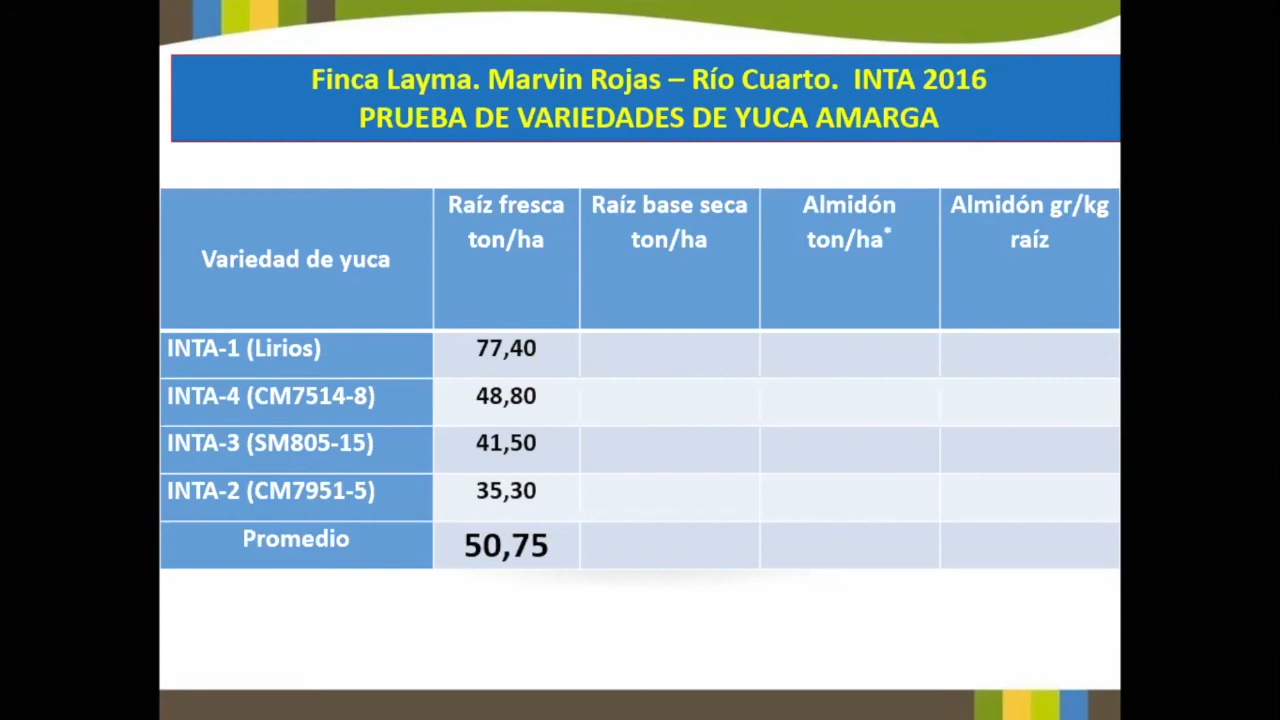 Finca Layma. Marvin Rojas – Río Cuarto. INTA 2016
PRUEBA DE VARIEDADES DE YUCA AMARGA
Variedad de yuca
Raíz fresca
ton/ha
Raíz base seca
ton/ha
Almidón
ton/ha*
Almidón gr/kg
raíz
INTA-1 (Lirios) 77,40
INTA-4 (CM7514-8) 48,80
INTA-3 (SM805-15) 41,50
INTA-2 (CM7951-5) 35,30
Promedio 50,75